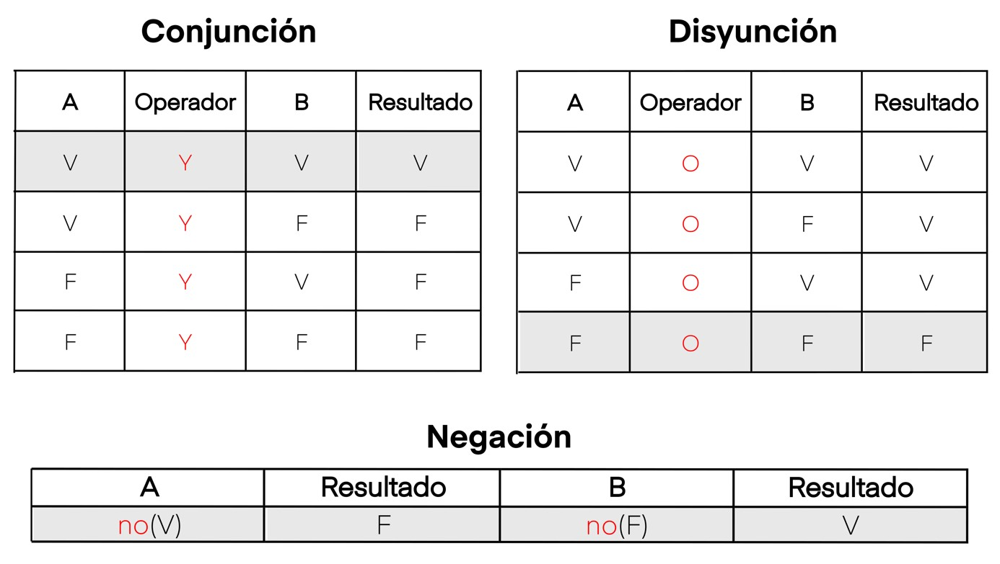 Conjunción
A Operador B Resultado
V Y V V
V Y F F
F Y V F
F Y F F
Disyunción
A Operador B Resultado
V O V V
V O F V
F O V V
F O F F
Negación
A Resultado B Resultado
no(V) F no(F) V